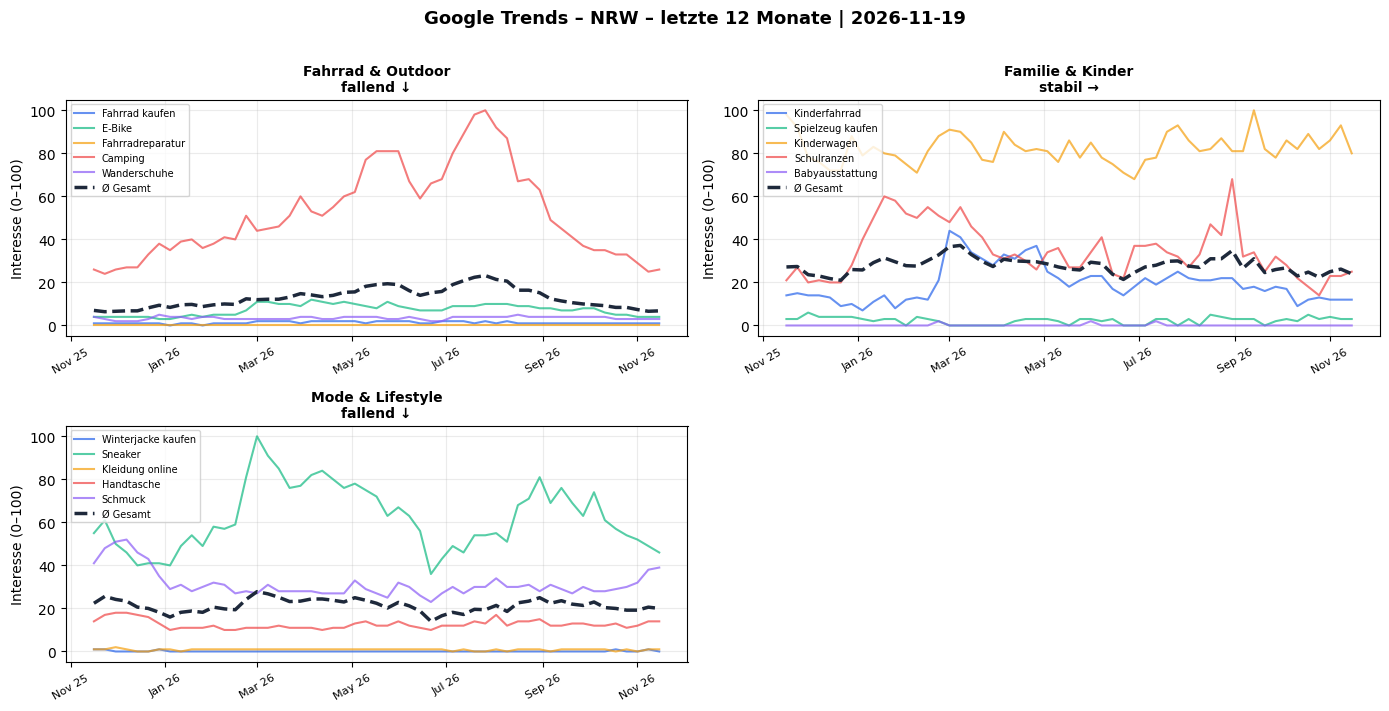 Google Trends – NRW – letzte 12 Monate | 2026-11-19
Fahrrad & Outdoor
fallend ↓
Interesse (0–100)
100
80
60
40
20
0
Fahrrad kaufen
E-Bike
Fahrradreparatur
Camping
Wanderschuhe
Ø Gesamt
Nov 25
Jan 26
Mar 26
May 26
Jul 26
Sep 26
Nov 26
Familie & Kinder
stabil →
Interesse (0–100)
100
80
60
40
20
0
Kinderfahrrad
Spielzeug kaufen
Kinderwagen
Schulranzen
Babyausstattung
Ø Gesamt
Nov 25
Jan 26
Mar 26
May 26
Jul 26
Sep 26
Nov 26
Mode & Lifestyle
fallend ↓
Interesse (0–100)
100
80
60
40
20
0
Winterjacke kaufen
Sneaker
Kleidung online
Handtasche
Schmuck
Ø Gesamt
Nov 25
Jan 26
Mar 26
May 26
Jul 26
Sep 26
Nov 26